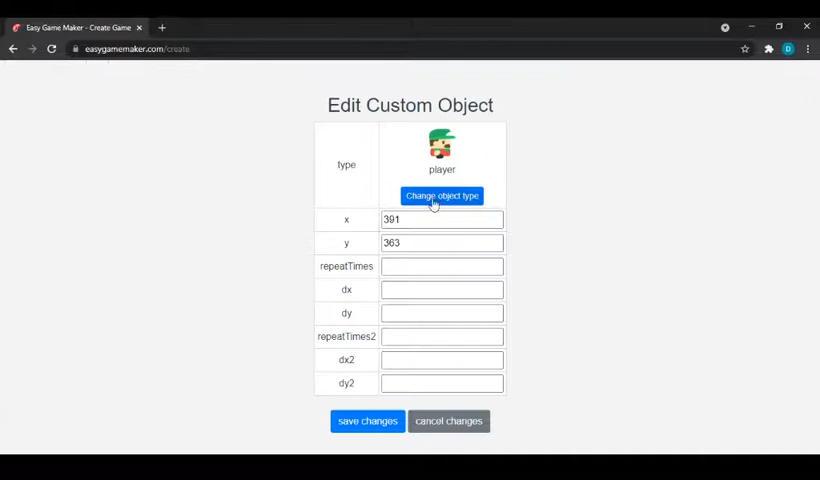 Easy Game Maker - Create Game
easygamemaker.com/create
D
Edit Custom Object
type
player
Change object type
x
391
y
363
repeatTimes
dx
dy
repeatTimes2
dx2
dy2
save changes
cancel changes